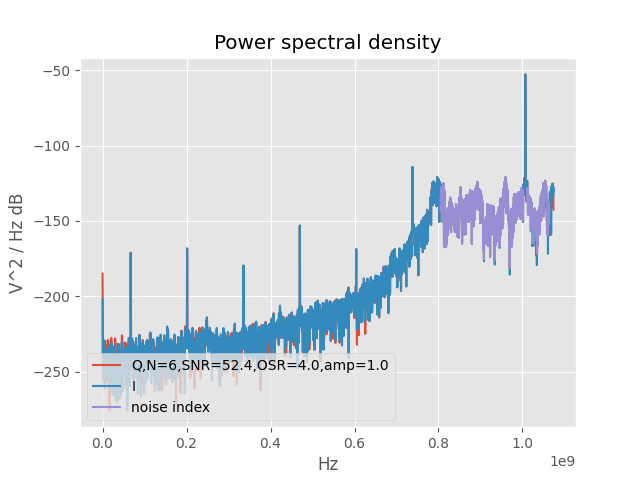 Power spectral density
V^2 / Hz dB
−50
−100
−150
−200
−250
Q,N=6,SNR=52.4,OSR=4.0,amp=1.0
I
noise index
0.0 0.2 0.4 0.6 0.8 1.0
1e9
Hz